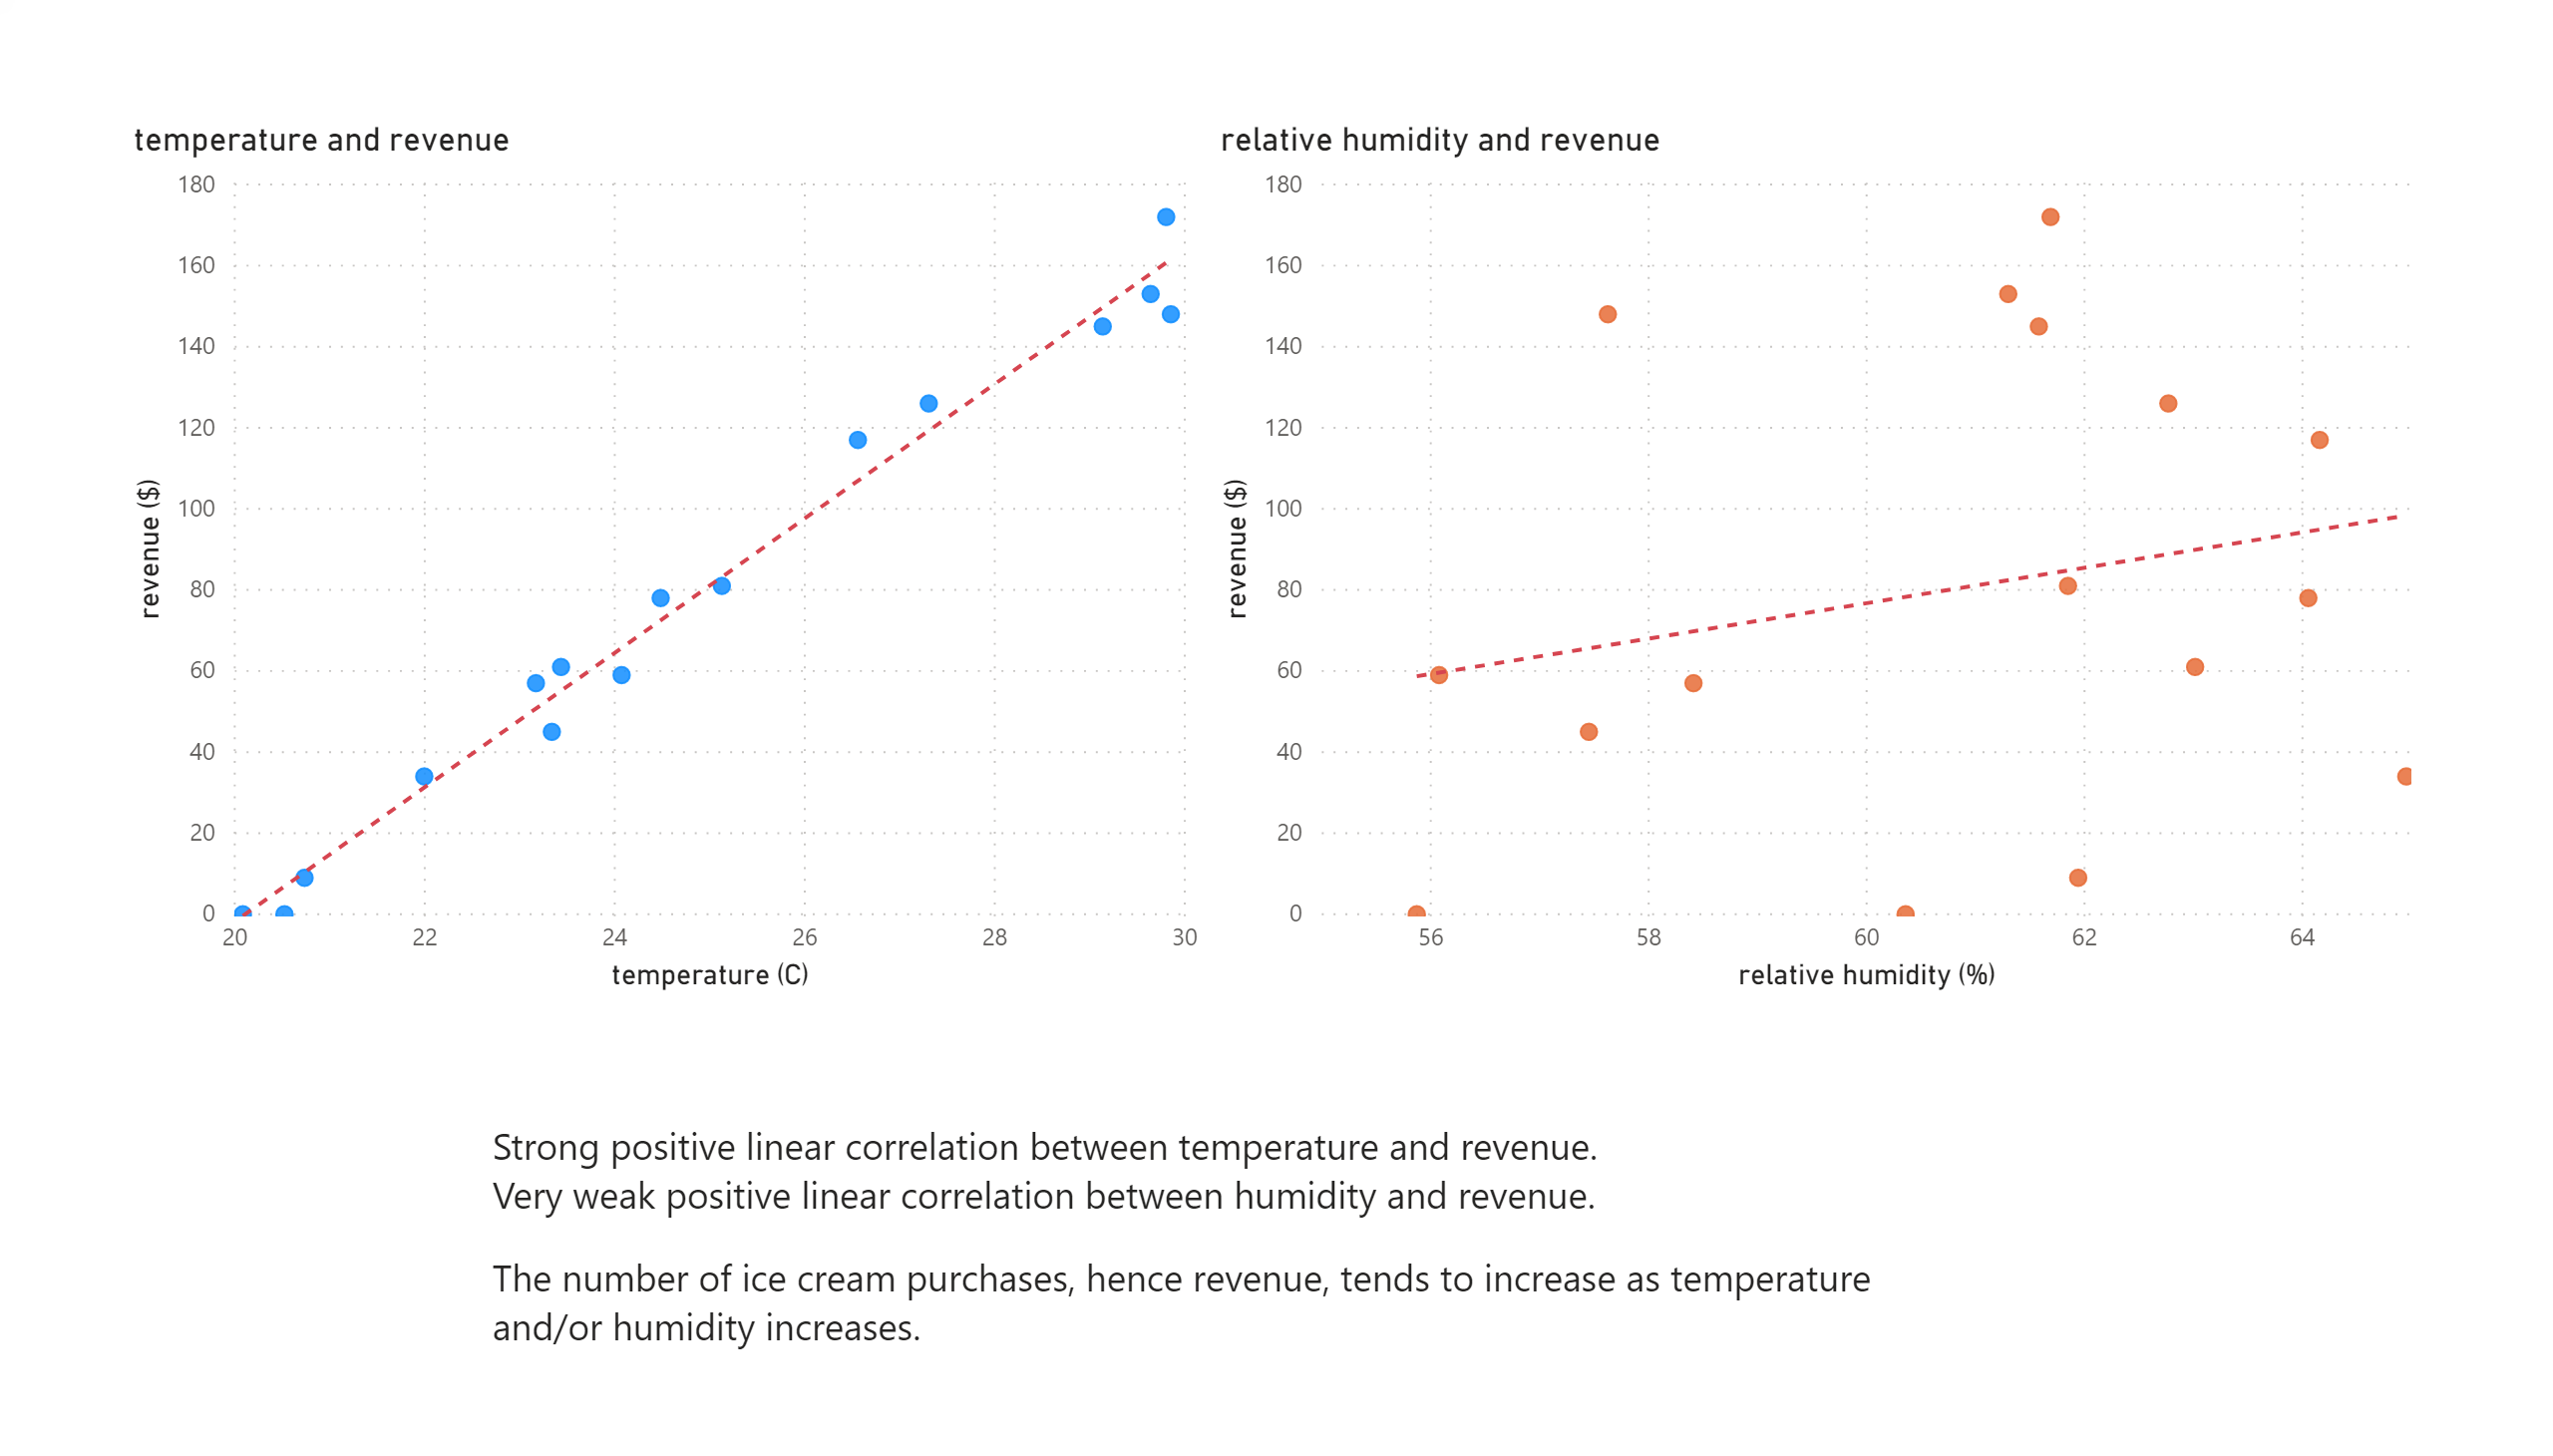 temperature and revenue
180
160
140
120
100
80
60
40
20
0
revenue ($)
20 22 24 26 28 30
temperature (C)
relative humidity and revenue
180
160
140
120
100
80
60
40
20
0
revenue ($)
56 58 60 62 64
relative humidity (%)
Strong positive linear correlation between temperature and revenue.
Very weak positive linear correlation between humidity and revenue.
The number of ice cream purchases, hence revenue, tends to increase as temperature
and/or humidity increases.